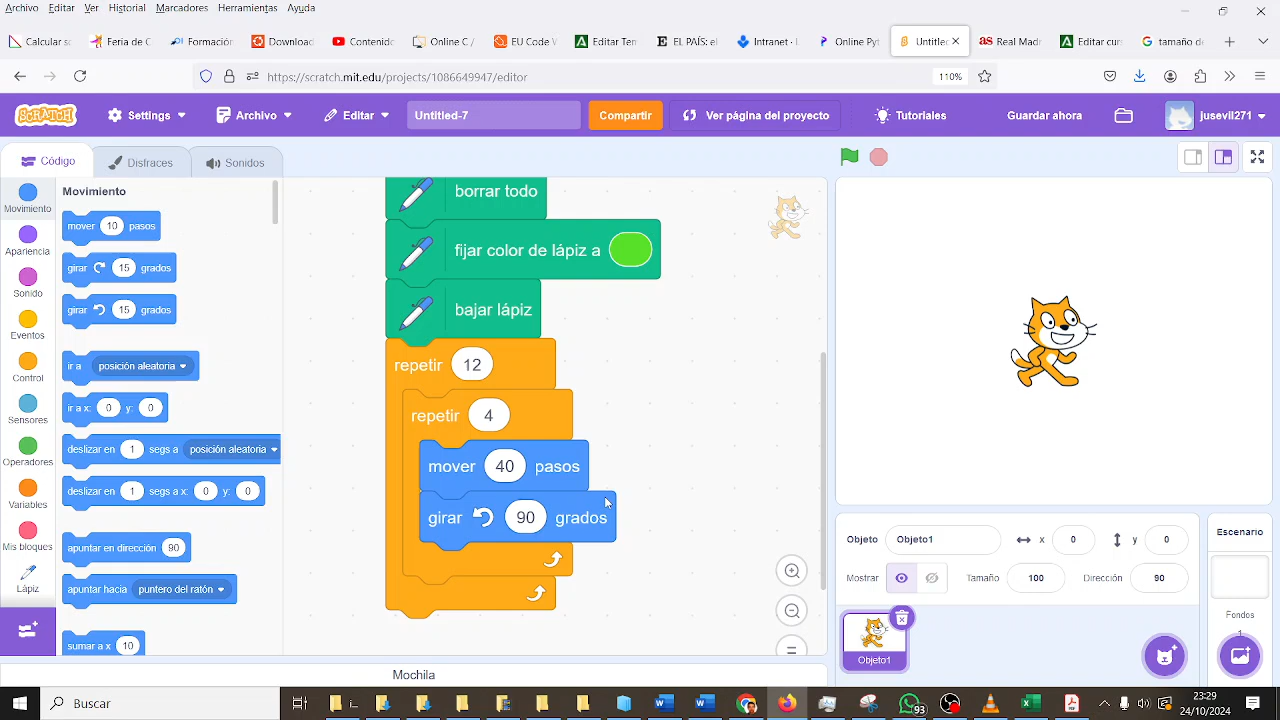 Archivo Editar Ver Historial Marcadores Herramientas Ayuda
Calcular s Feria de C Formación Download Contenido Online C / EU Code V Editar Tem EL PAÍS: el Intranet - Online Pyt Untitle Real Mad Editar cur tamaño d
https://scratch.mit.edu/projects/1086649947/editor 110%
SCRATCH Settings Archivo Editar Untitled-7 Compartir Ver página del proyecto Tutoriales Guardar ahora jusevil271
Código Disfraces Sonidos
Movimiento
Apariencia
Sonido
Eventos
Control
Sensores
Operadores
Variables
Mis bloques
Lápiz
Movimiento
mover 10 pasos
girar 15 grados
girar 15 grados
ir a posición aleatoria
ir a x: 0 y: 0
deslizar en 1 segs a posición aleatoria
deslizar en 1 segs a x: 0 y: 0
apuntar en dirección 90
apuntar hacia puntero del ratón
sumar a x 10
borrar todo
fijar color de lápiz a
bajar lápiz
repetir 12
repetir 4
mover 40 pasos
girar 90 grados
Objeto Objeto1 x 0 y 0
Mostrar Tamaño 100 Dirección 90
Objeto1
Escenario
Fondos
1
Mochila
Buscar
93
23:29
24/10/2024